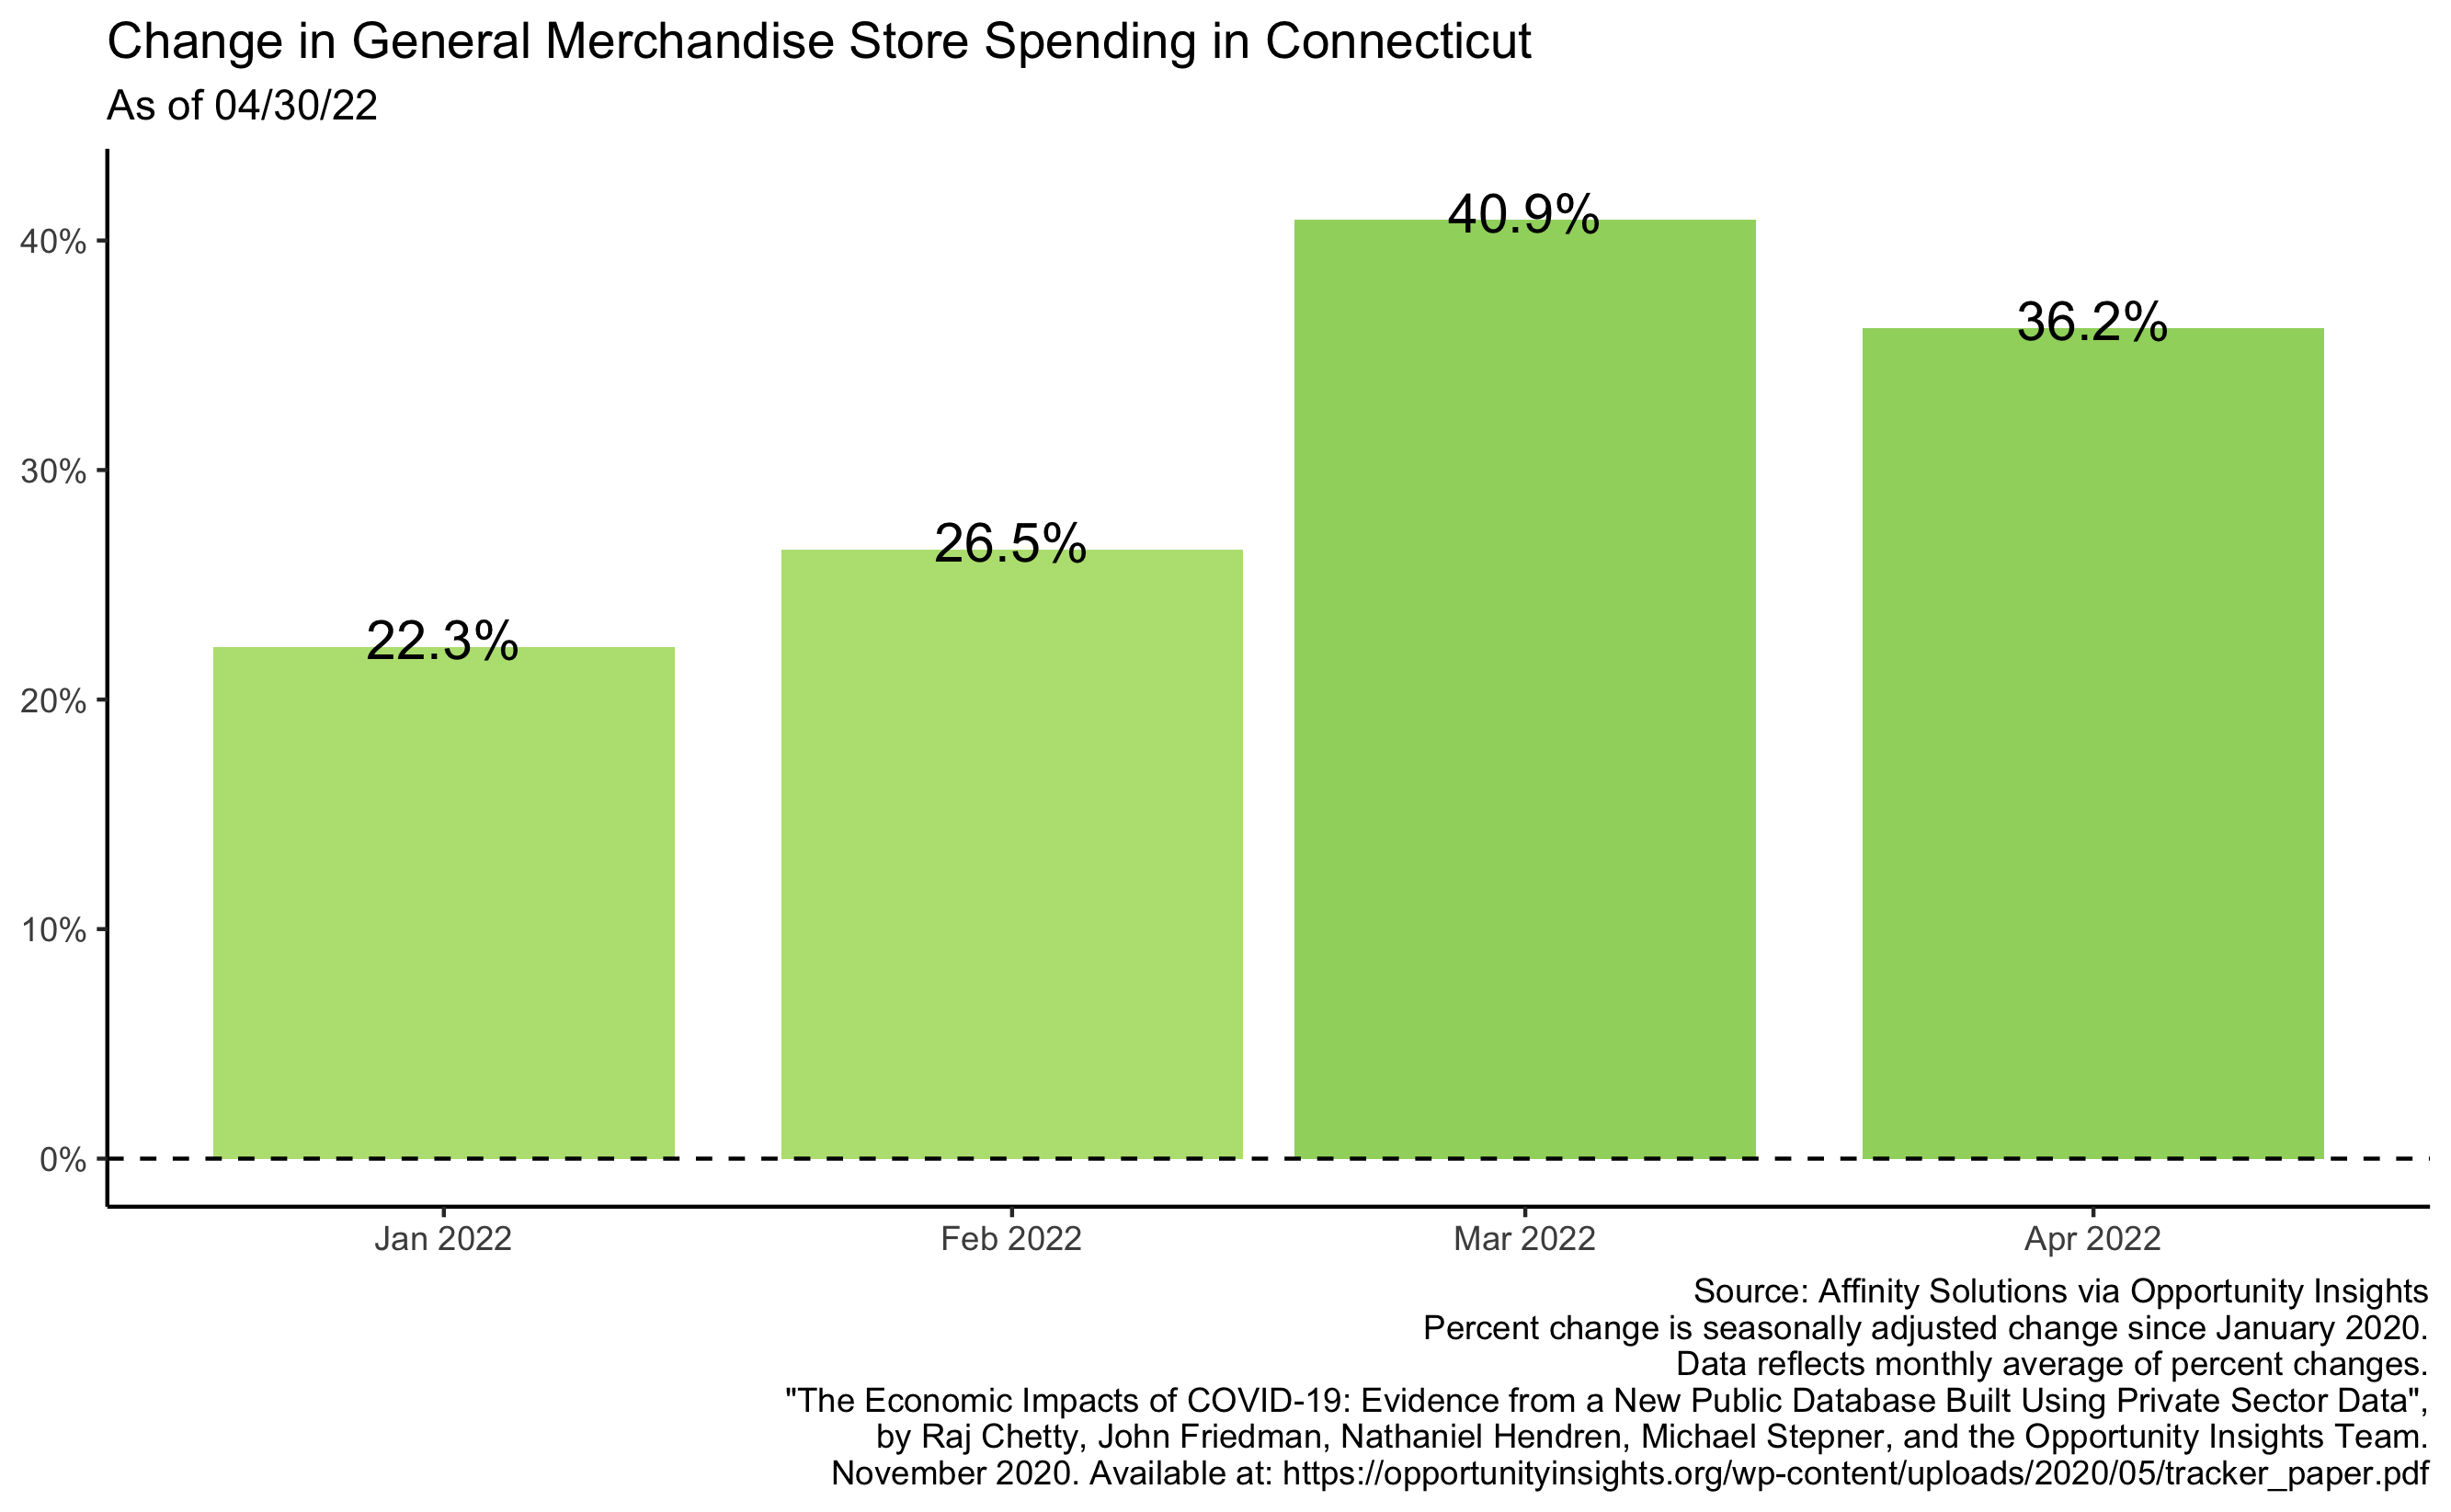 Change in General Merchandise Store Spending in Connecticut
As of 04/30/22
40%
30%
20%
10%
0%
22.3%
26.5%
40.9%
36.2%
Jan 2022
Feb 2022
Mar 2022
Apr 2022
Source: Affinity Solutions via Opportunity Insights
Percent change is seasonally adjusted change since January 2020.
Data reflects monthly average of percent changes.
"The Economic Impacts of COVID-19: Evidence from a New Public Database Built Using Private Sector Data",
by Raj Chetty, John Friedman, Nathaniel Hendren, Michael Stepner, and the Opportunity Insights Team.
November 2020. Available at: https://opportunityinsights.org/wp-content/uploads/2020/05/tracker_paper.pdf